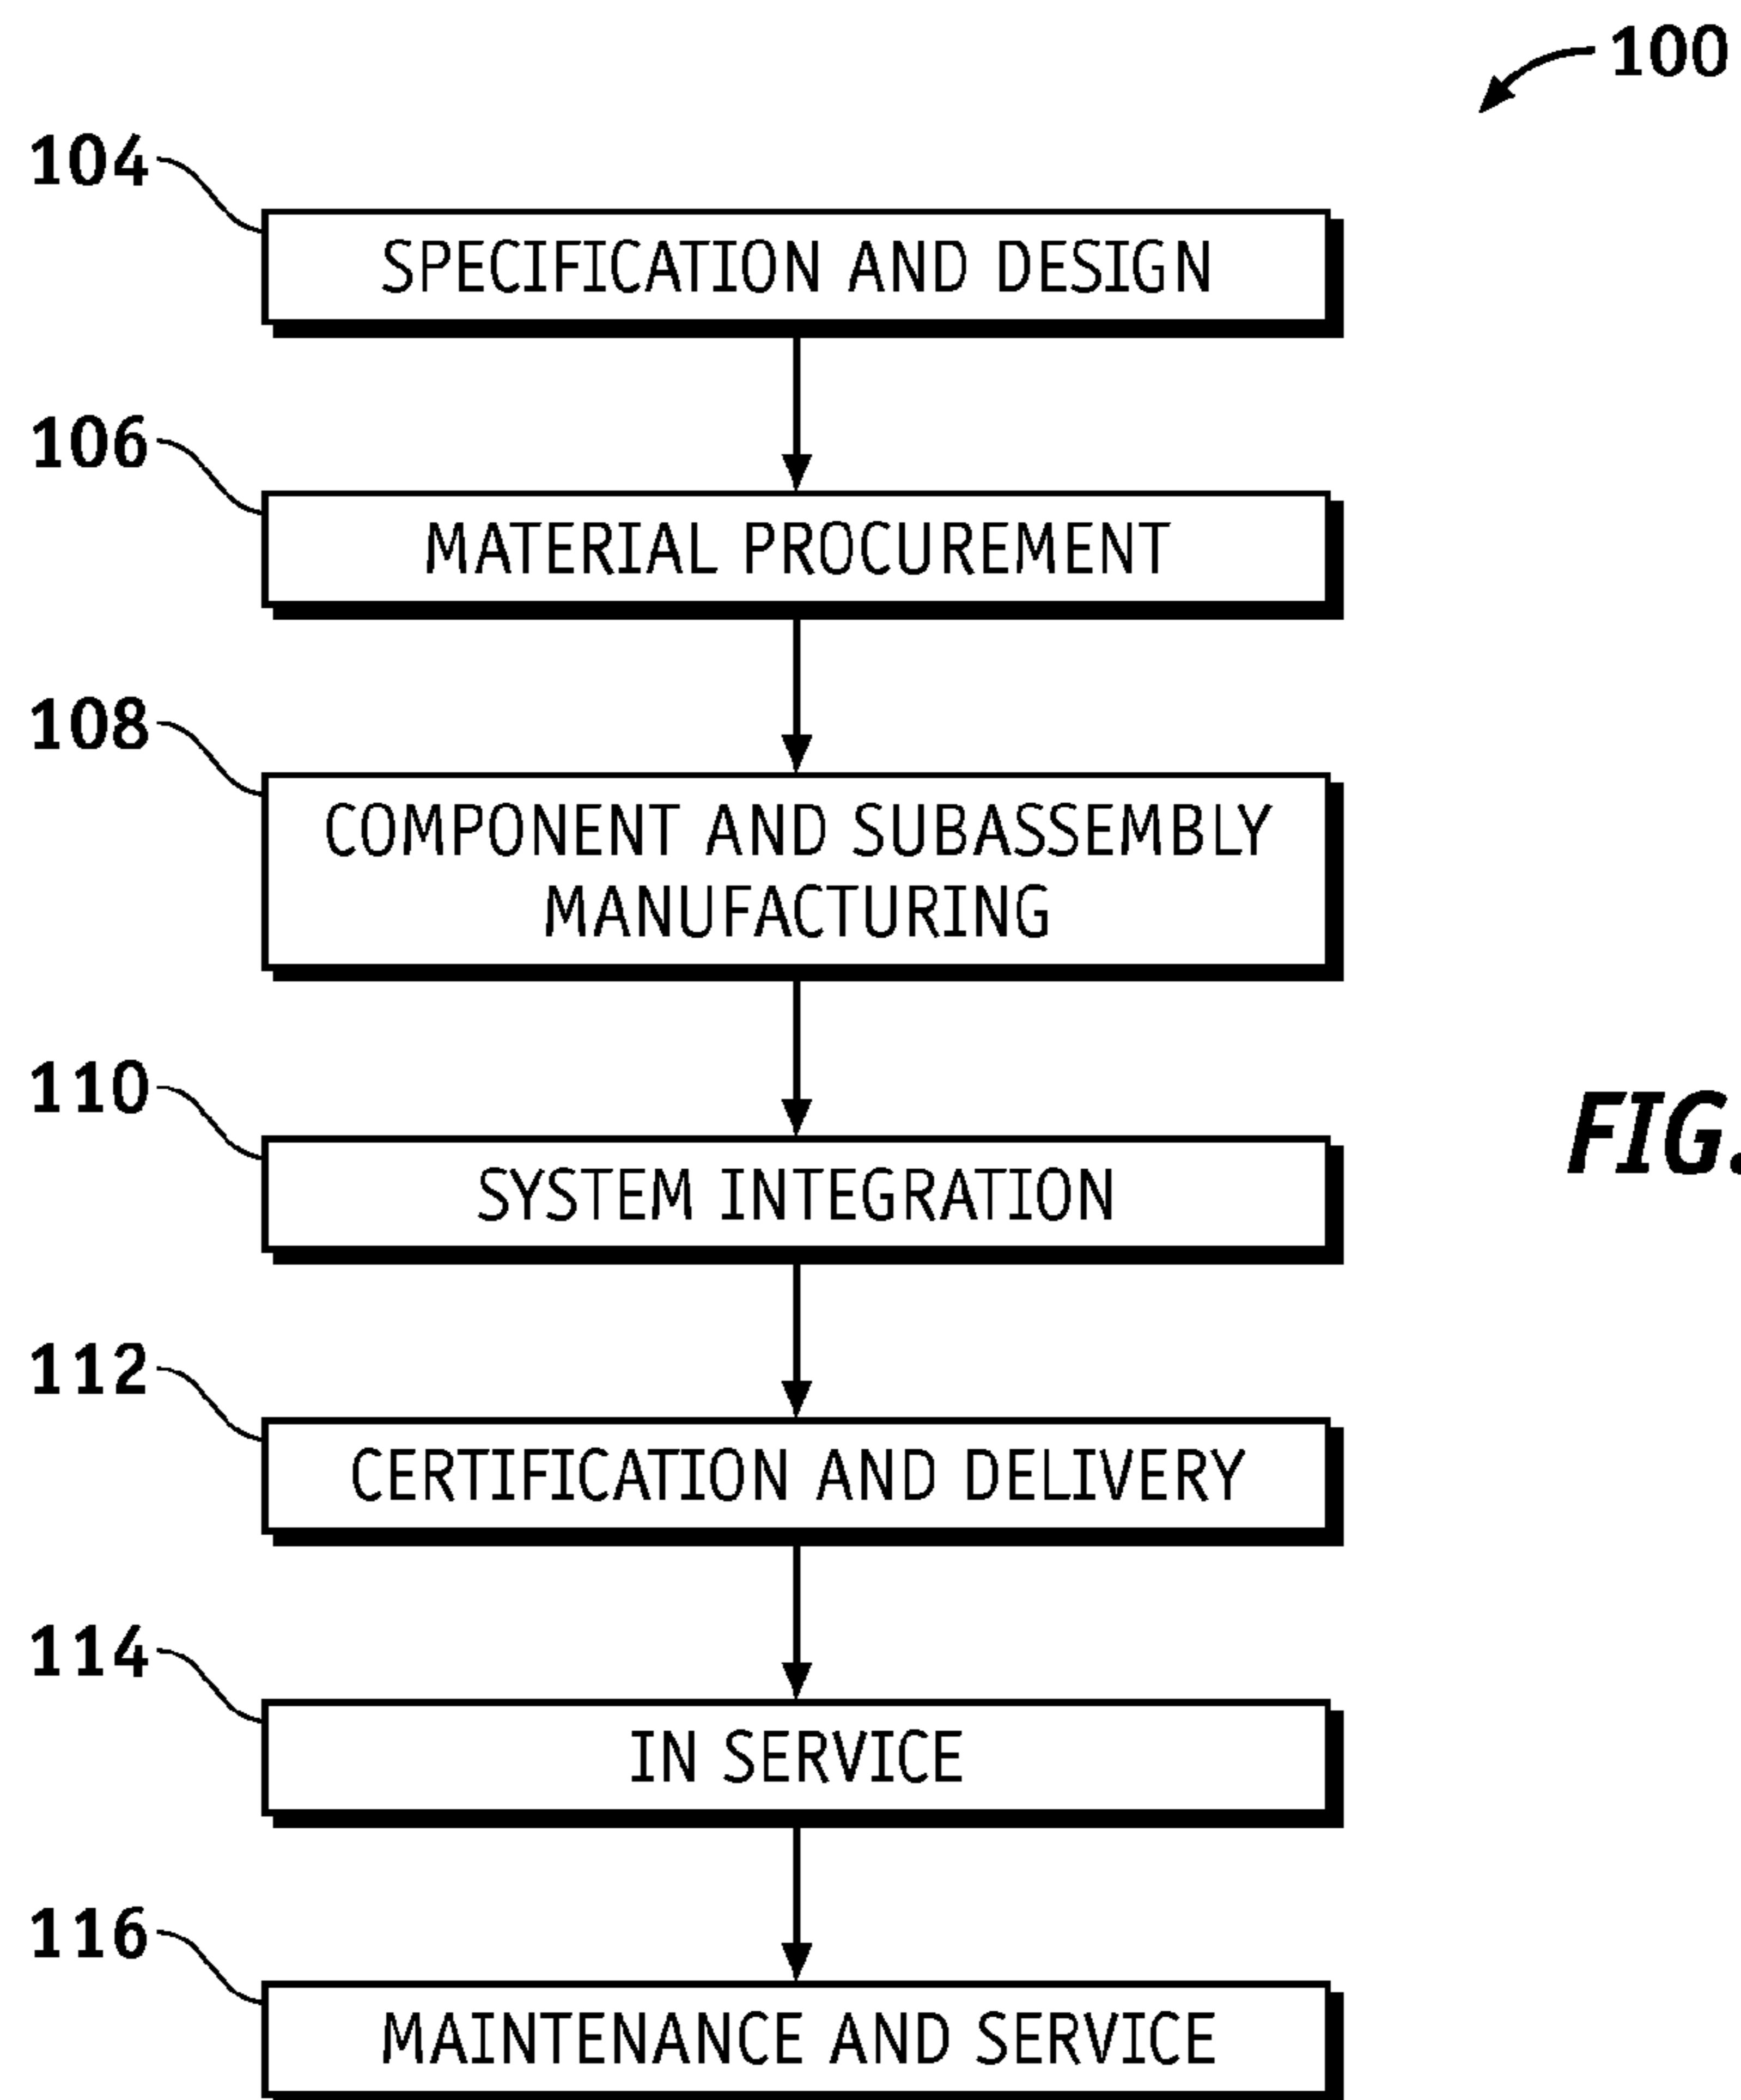 100
104
SPECIFICATION AND DESIGN
106
MATERIAL PROCUREMENT
108
COMPONENT AND SUBASSEMBLY
MANUFACTURING
110
SYSTEM INTEGRATION
FIG.
112
CERTIFICATION AND DELIVERY
114
IN SERVICE
116
MAINTENANCE AND SERVICE